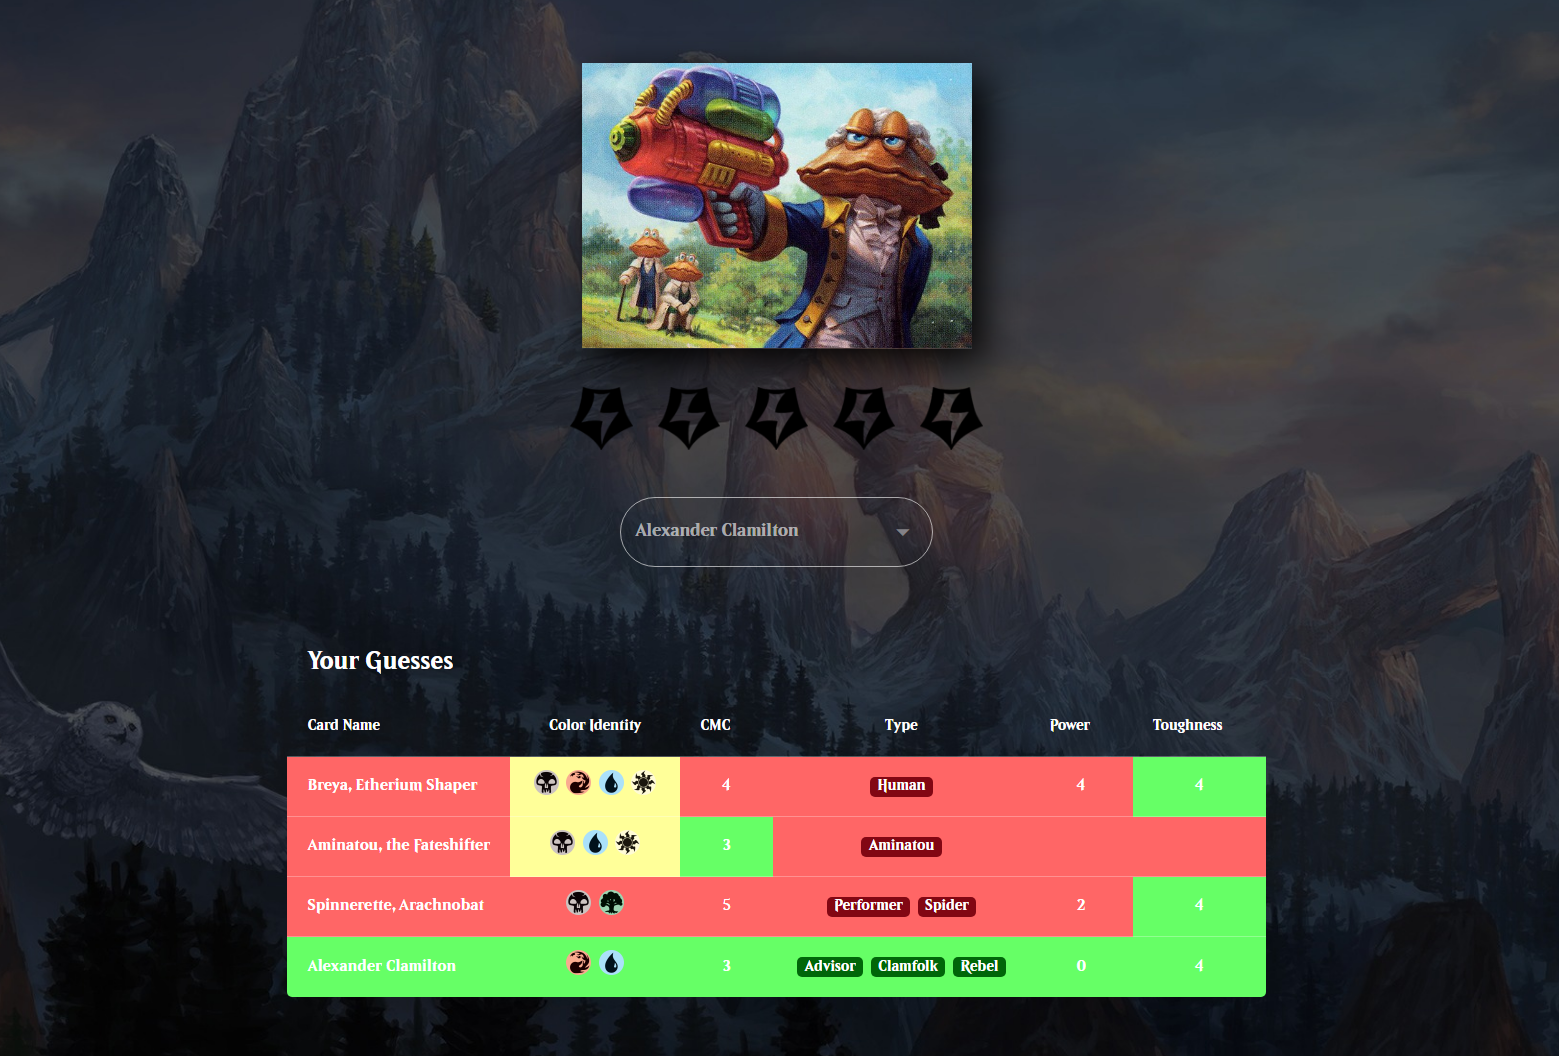 Alexander Clamilton
Your Guesses
Card Name Color Identity CMC Type Power Toughness
Breya, Etherium Shaper 4 Human 4 4
Aminatou, the Fateshifter 3 Aminatou
Spinnerette, Arachnobat 5 Performer Spider 2 4
Alexander Clamilton 3 Advisor Clamfolk Rebel 0 4